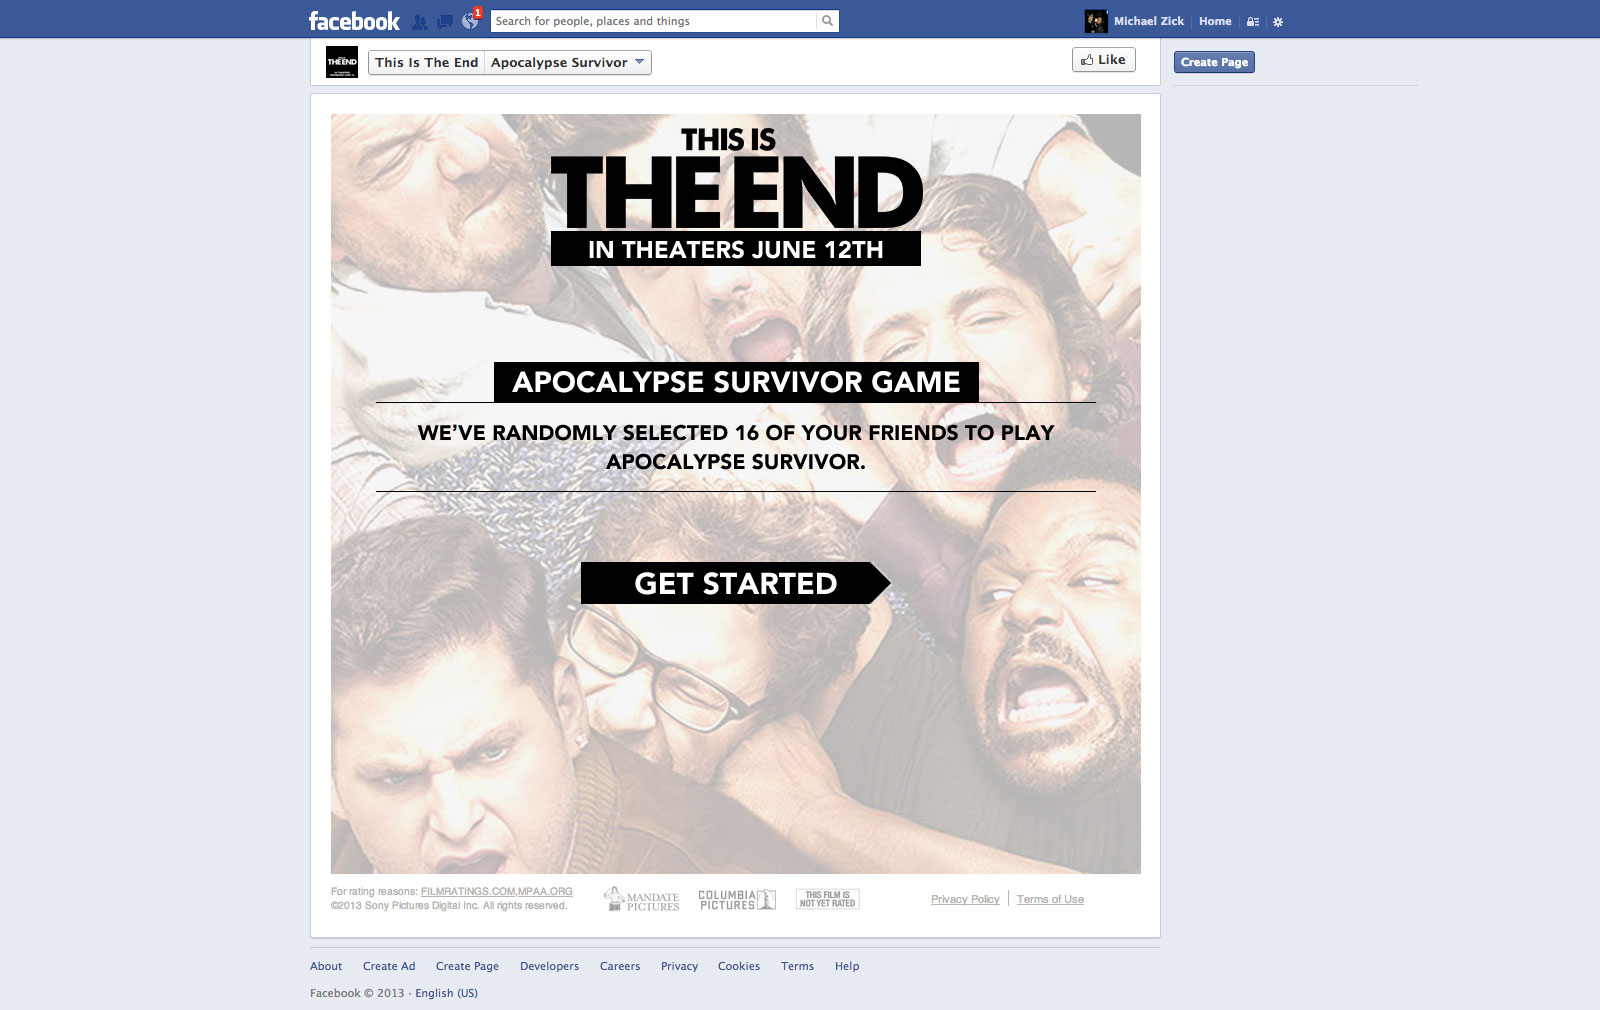 facebook
1
Search for people, places and things
Michael Zick
Home
THE END
This Is The End
Apocalypse Survivor
Like
Create Page
THIS IS
THE END
IN THEATERS JUNE 12TH
APOCALYPSE SURVIVOR GAME
WE'VE RANDOMLY SELECTED 16 OF YOUR FRIENDS TO PLAY
APOCALYPSE SURVIVOR.
GET STARTED
For rating reasons: FILMRATINGS.COM,MPAA.ORG
©2013 Sony Pictures Digital Inc. All rights reserved.
MANDATE
PICTURES
COLUMBIA
PICTURES
THIS FILM IS
NOT YET RATED
Privacy Policy
Terms of Use
About Create Ad Create Page Developers Careers Privacy Cookies Terms Help
Facebook © 2013 · English (US)